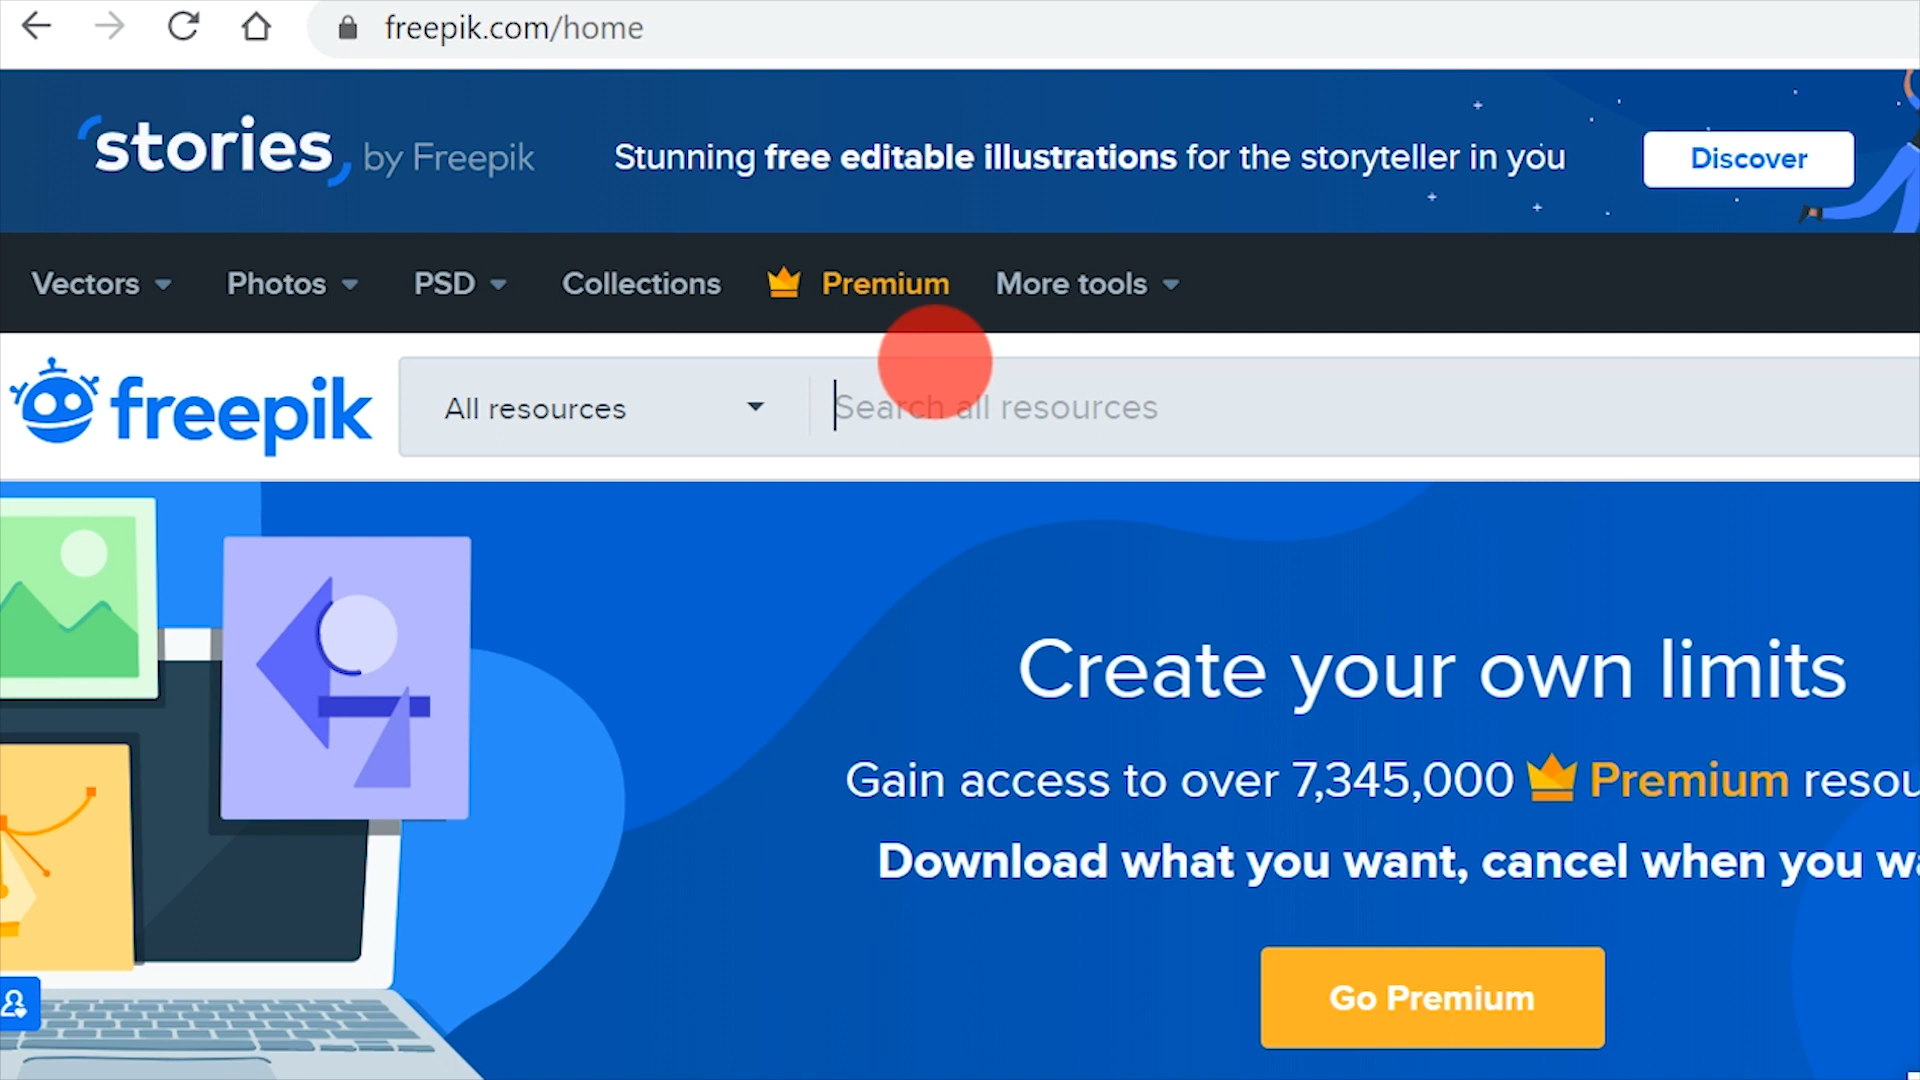 freepik.com/home
stories by Freepik
Stunning free editable illustrations for the storyteller in you
Discover
Vectors Photos PSD Collections Premium More tools
freepik
All resources
Search all resources
Create your own limits
Gain access to over 7,345,000 Premium resou
Download what you want, cancel when you wa
Go Premium